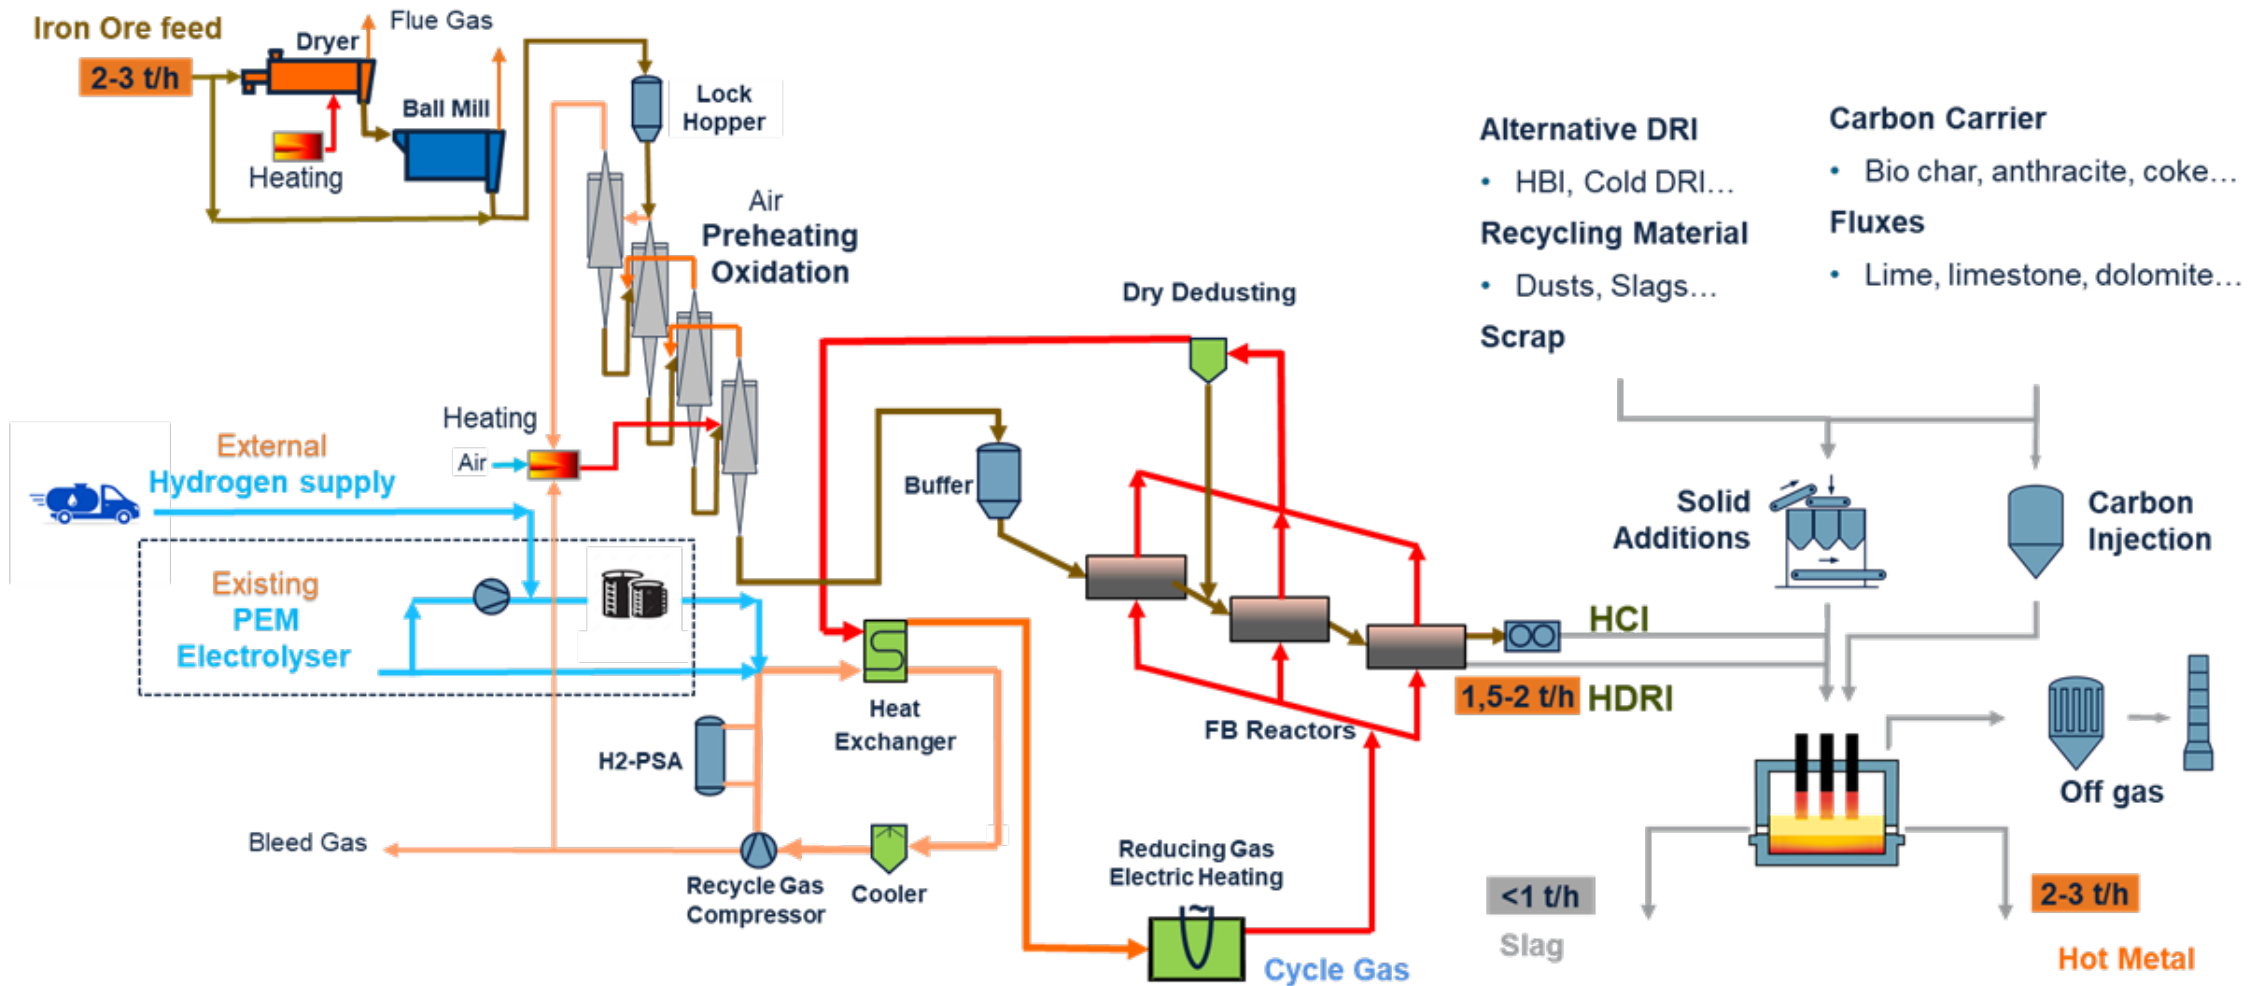 Iron Ore feed
2-3 t/h
Dryer
Flue Gas
Heating
Ball Mill
Lock
Hopper
Air
Preheating
Oxidation
Heating
Air
External
Hydrogen supply
Existing
PEM
Electrolyser
H2-PSA
Bleed Gas
Recycle Gas
Compressor
Cooler
Heat
Exchanger
Buffer
Dry Dedusting
FB Reactors
Reducing Gas
Electric Heating
~
Cycle Gas
HCI
1,5-2 t/h HDRI
Alternative DRI
• HBI, Cold DRI...
Recycling Material
• Dusts, Slags...
Scrap
Carbon Carrier
• Bio char, anthracite, coke...
Fluxes
• Lime, limestone, dolomite...
Solid
Additions
Carbon
Injection
Off gas
<1 t/h
Slag
2-3 t/h
Hot Metal